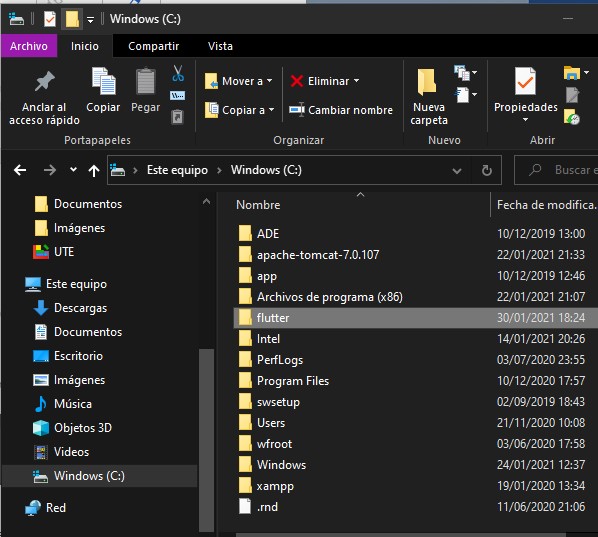 Windows (C:)
Archivo Inicio Compartir Vista
Anclar al acceso rápido
Copiar
Pegar
Portapapeles
Mover a
Copiar a
Eliminar
Cambiar nombre
Organizar
Nueva carpeta
Nuevo
Propiedades
Abrir
Este equipo > Windows (C:)
Buscar e
Documentos
Imágenes
UTE
Este equipo
Descargas
Documentos
Escritorio
Imágenes
Música
Objetos 3D
Videos
Windows (C:)
Red
Nombre Fecha de modifica
ADE 10/12/2019 13:00
apache-tomcat-7.0.107 22/01/2021 21:33
app 10/12/2019 12:46
Archivos de programa (x86) 22/01/2021 21:07
flutter 30/01/2021 18:24
Intel 14/01/2021 20:26
PerfLogs 03/07/2020 23:55
Program Files 10/12/2020 17:57
swsetup 02/09/2019 18:43
Users 21/11/2020 10:08
wfroot 03/06/2020 17:58
Windows 24/01/2021 12:37
xampp 19/01/2020 13:34
.rnd 11/06/2020 21:06